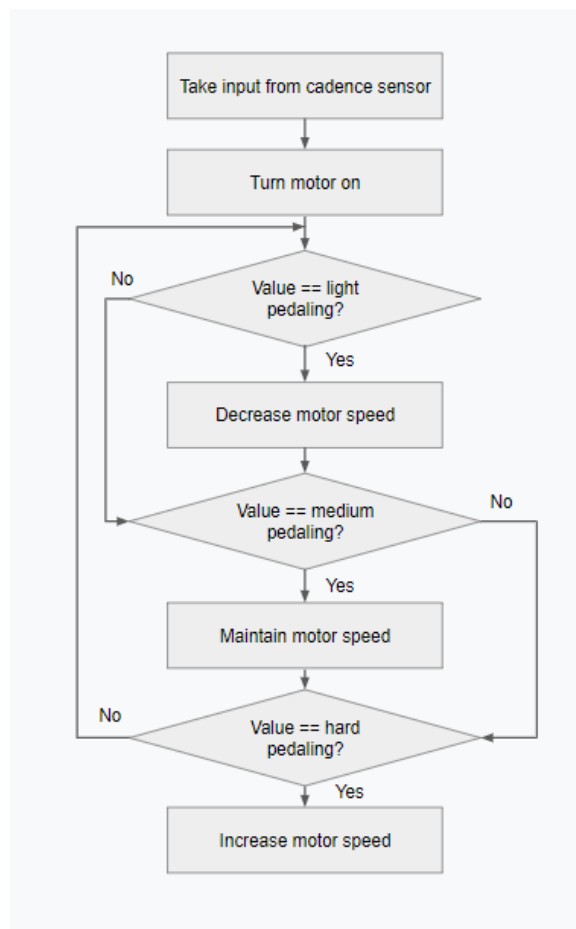 Take input from cadence sensor
Turn motor on
No
Value == light
pedaling?
Yes
Decrease motor speed
Value == medium
pedaling?
No
Yes
Maintain motor speed
No
Value == hard
pedaling?
Yes
Increase motor speed